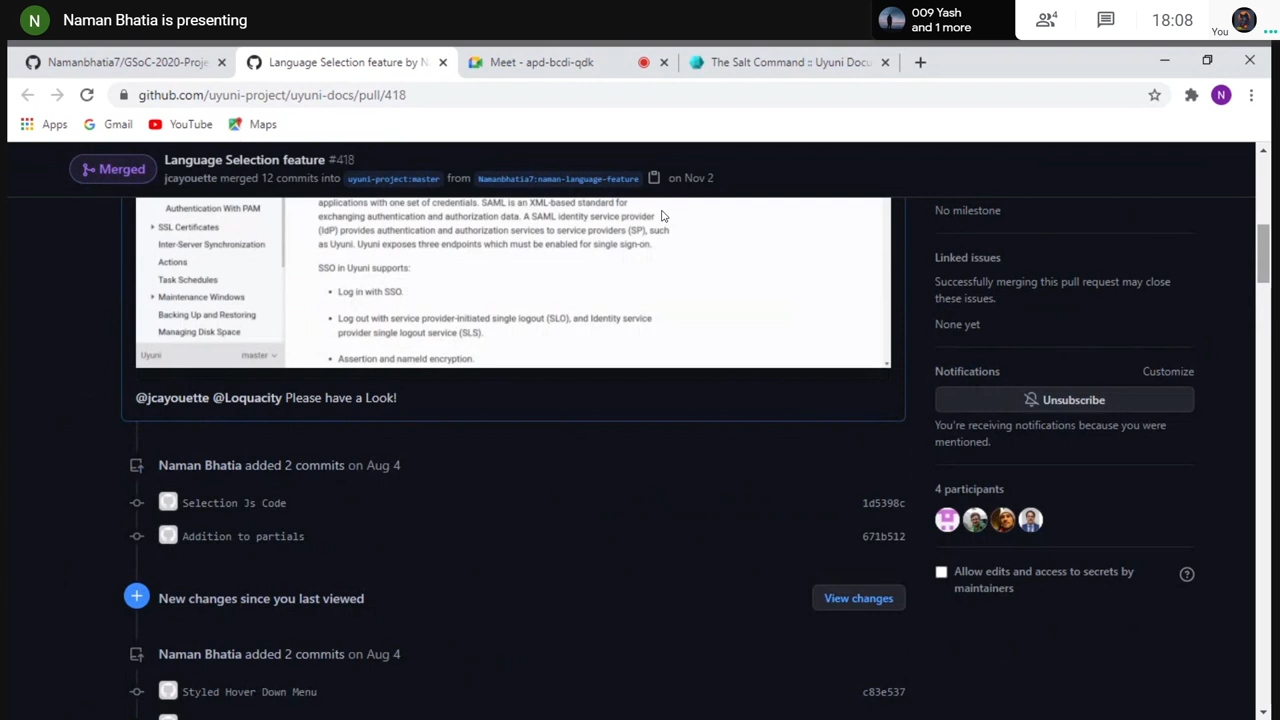 N Naman Bhatia is presenting
009 Yash
and 1 more
4
18:08
You
Namanbhatia7/GSoC-2020-Proje
Language Selection feature by N
Meet - apd-bcdi-qdk
The Salt Command :: Uyuni Docu
github.com/uyuni-project/uyuni-docs/pull/418
N
Apps
Gmail
YouTube
Maps
Merged
Language Selection feature #418
jcayouette merged 12 commits into uyuni-project:master from Namanbhatia7:naman-language-feature on Nov 2
Authentication With PAM
SSL Certificates
Inter-Server Synchronization
Actions
Task Schedules
Maintenance Windows
Backing Up and Restoring
Managing Disk Space
Uyuni master
applications with one set of credentials. SAML is an XML-based standard for
exchanging authentication and authorization data. A SAML identity service provider
(IdP) provides authentication and authorization services to service providers (SP), such
as Uyuni. Uyuni exposes three endpoints which must be enabled for single sign-on.
SSO in Uyuni supports:
Log in with SSO.
Log out with service provider-initiated single logout (SLO), and Identity service
provider single logout service (SLS).
Assertion and nameId encryption.
@jcayouette @Loquacity Please have a Look!
Naman Bhatia added 2 commits on Aug 4
Selection Js Code 1d5398c
Addition to partials 671b512
New changes since you last viewed
View changes
Naman Bhatia added 2 commits on Aug 4
Styled Hover Down Menu c83e537
No milestone
Linked issues
Successfully merging this pull request may close
these issues.
None yet
Notifications Customize
Unsubscribe
You're receiving notifications because you were
mentioned.
4 participants
Allow edits and access to secrets by
maintainers